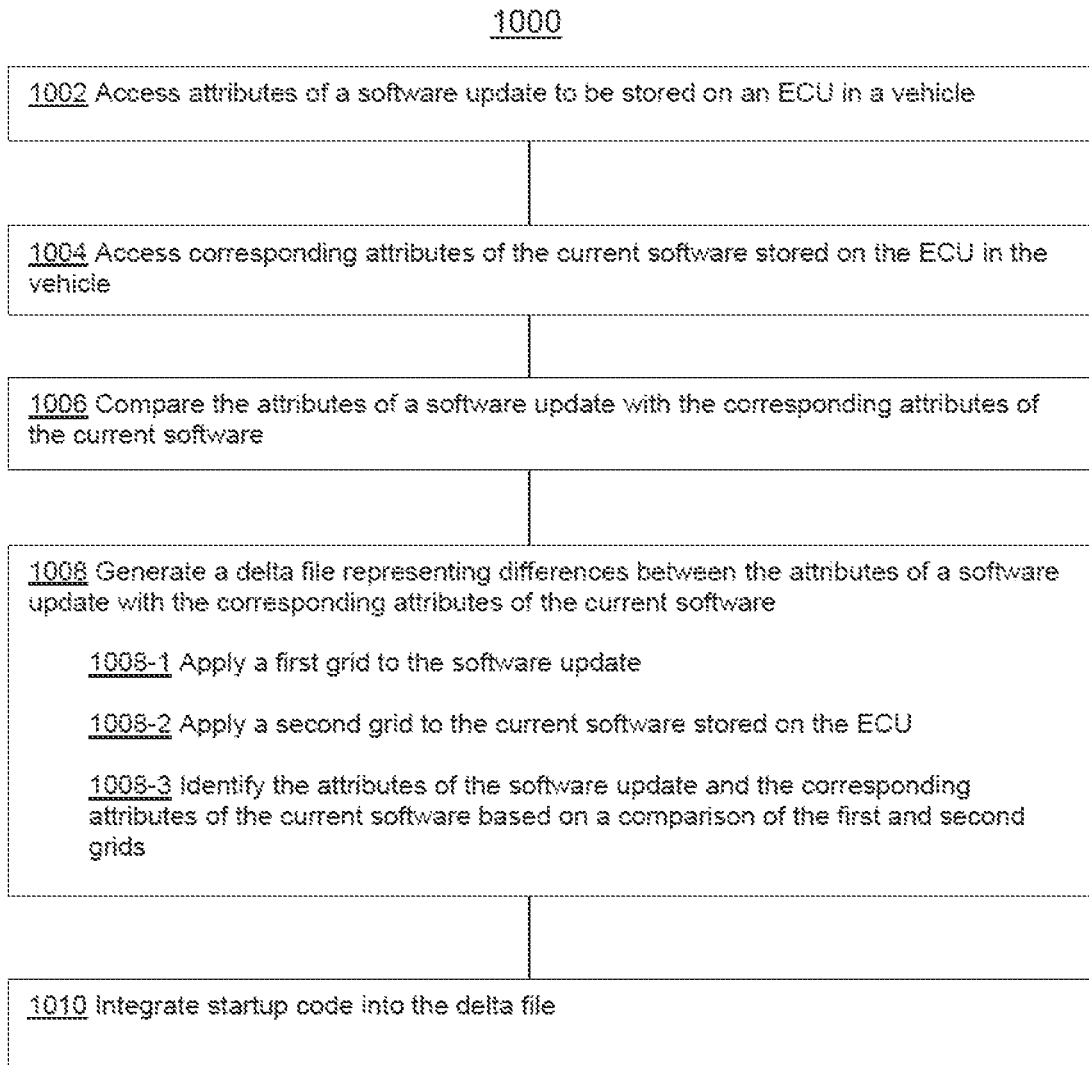 1000
1002 Access attributes of a software update to be stored on an ECU in a vehicle
1004 Access corresponding attributes of the current software stored on the ECU in the
vehicle
1006 Compare the attributes of a software update with the corresponding attributes of
the current software
1008 Generate a delta file representing differences between the attributes of a software
update with the corresponding attributes of the current software
1008-1 Apply a first grid to the software update
1008-2 Apply a second grid to the current software stored on the ECU
1008-3 Identify the attributes of the software update and the corresponding
attributes of the current software based on a comparison of the first and second
grids
1010 Integrate startup code into the delta file